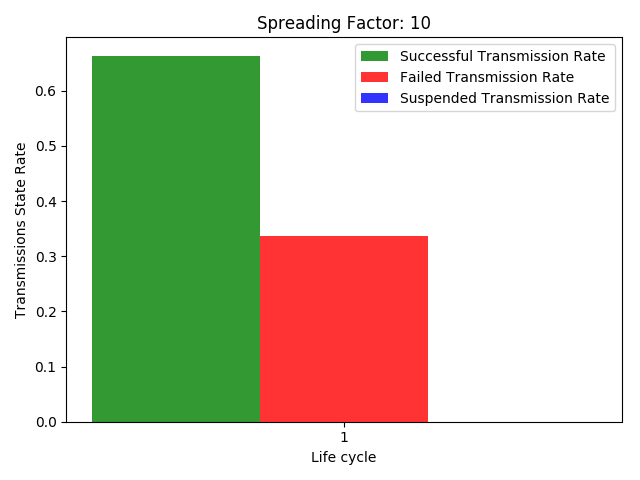 Spreading Factor: 10
Successful Transmission Rate
Failed Transmission Rate
Suspended Transmission Rate
Transmissions State Rate
0.6
0.5
0.4
0.3
0.2
0.1
0.0
1
Life cycle